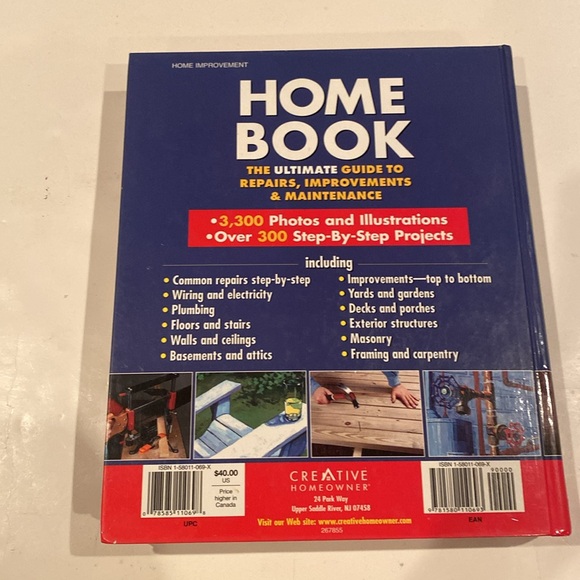 HOME IMPROVEMENT
HOME
BOOK
THE ULTIMATE GUIDE TO
REPAIRS, IMPROVEMENTS
& MAINTENANCE
•3,300 Photos and Illustrations
•Over 300 Step-By-Step Projects
including
• Common repairs step-by-step
• Wiring and electricity
• Plumbing
• Floors and stairs
• Walls and ceilings
• Basements and attics
• Improvements—top to bottom
• Yards and gardens
• Decks and porches
• Exterior structures
• Masonry
• Framing and carpentry
ISBN 1-58011-069-X
$40.00
US
Price
higher in
Canada
UPC
CREATIVE
HOMEOWNER®
24 Park Way
Upper Saddle River, NJ 07458
Visit our Web site: www.creativehomeowner.com
267855
ISBN 1-58011-069-X
90000
9 781580 110693
EAN